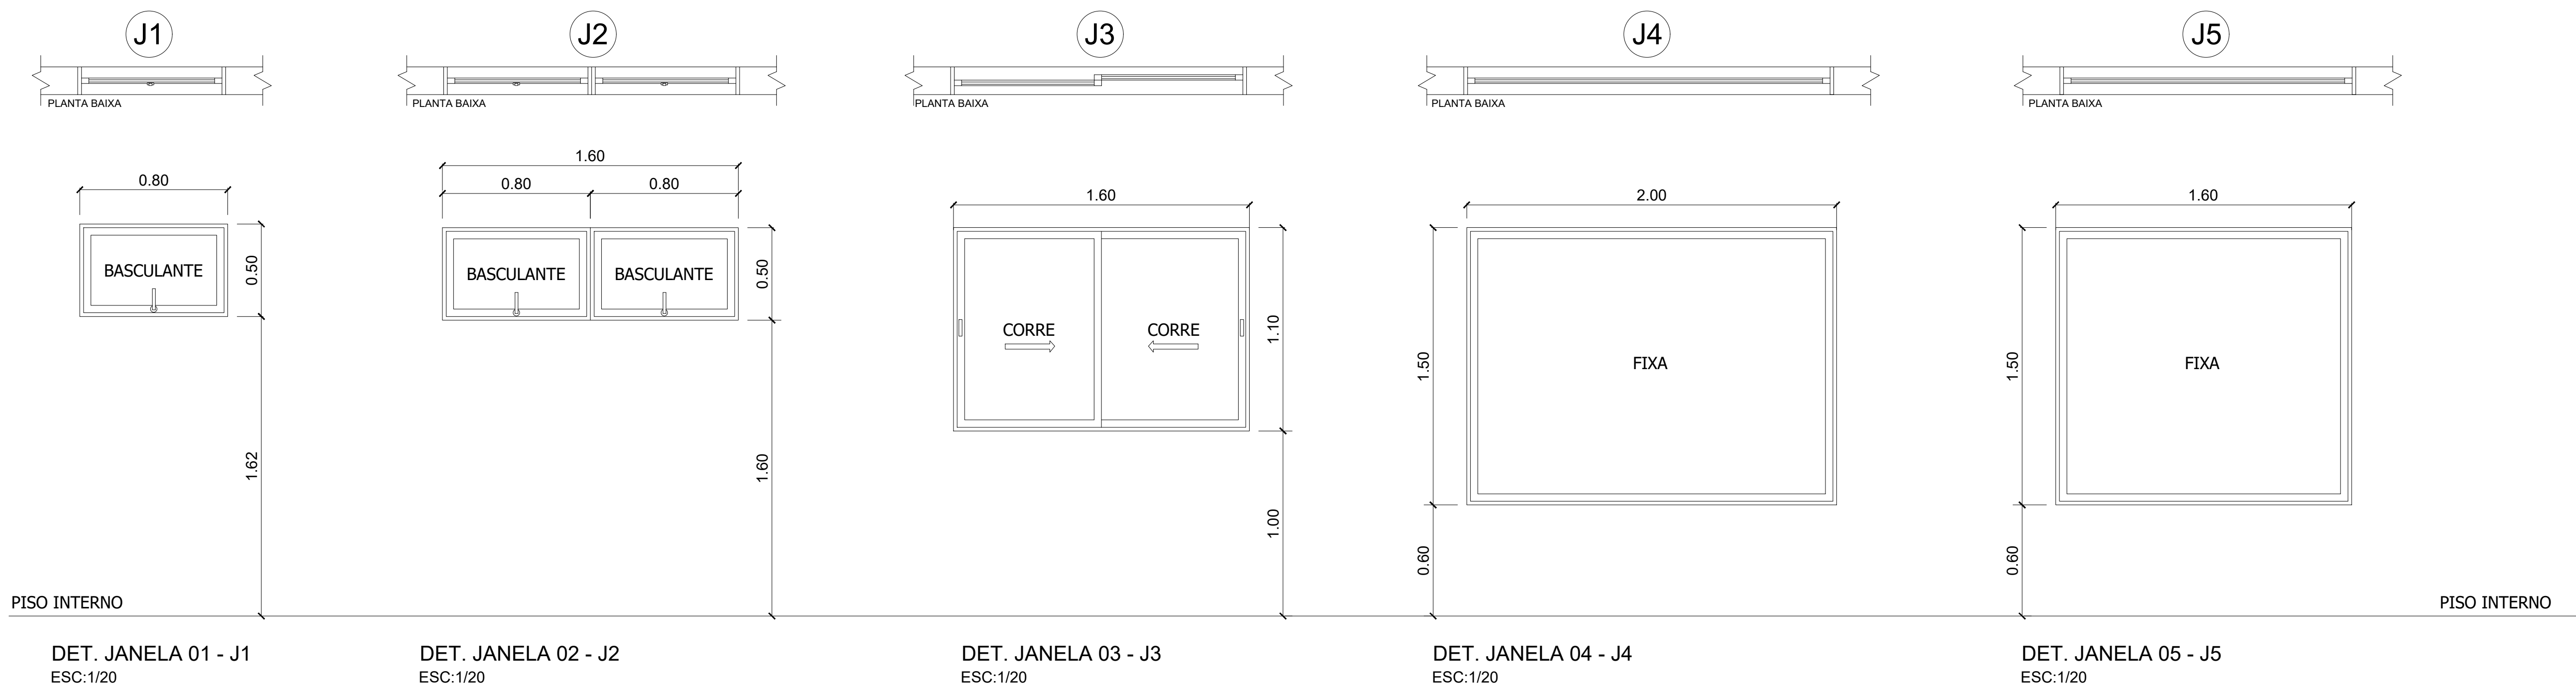 J1
J2
J3
J4
J5
PLANTA BAIXA
PLANTA BAIXA
PLANTA BAIXA
PLANTA BAIXA
PLANTA BAIXA
0.80
BASCULANTE
0.50
1.62
1.60
0.80
0.80
BASCULANTE
BASCULANTE
0.50
1.60
1.60
CORRE
CORRE
1.10
1.00
2.00
FIXA
1.50
0.60
1.60
FIXA
1.50
0.60
PISO INTERNO
PISO INTERNO
DET. JANELA 01 - J1
ESC:1/20
DET. JANELA 02 - J2
ESC:1/20
DET. JANELA 03 - J3
ESC:1/20
DET. JANELA 04 - J4
ESC:1/20
DET. JANELA 05 - J5
ESC:1/20